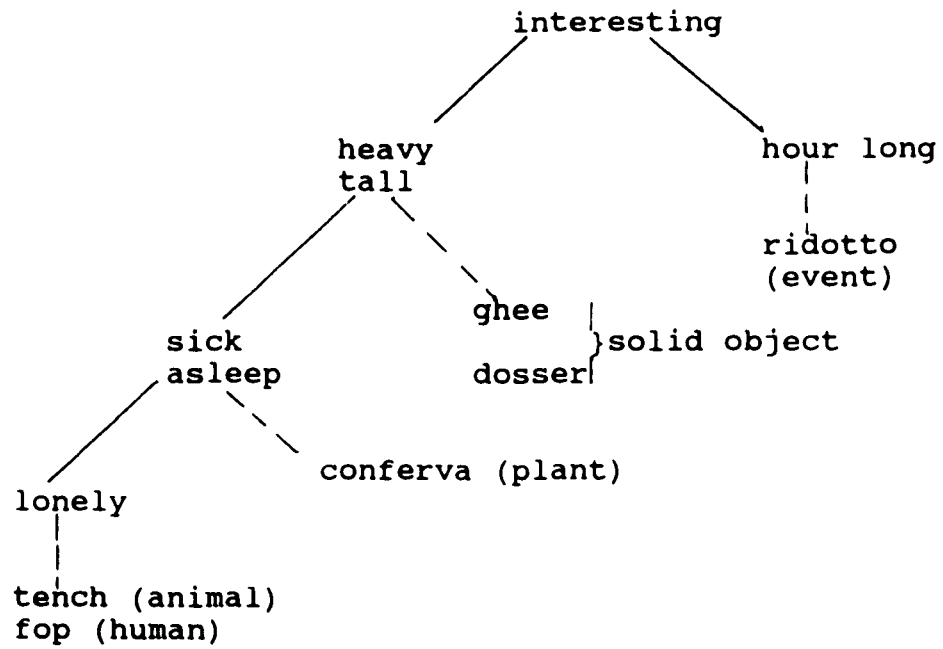 interesting
heavy
tall
hour long
ridotto
(event)
ghee
solid object
dosser
sick
asleep
conferva (plant)
lonely
tench (animal)
fop (human)